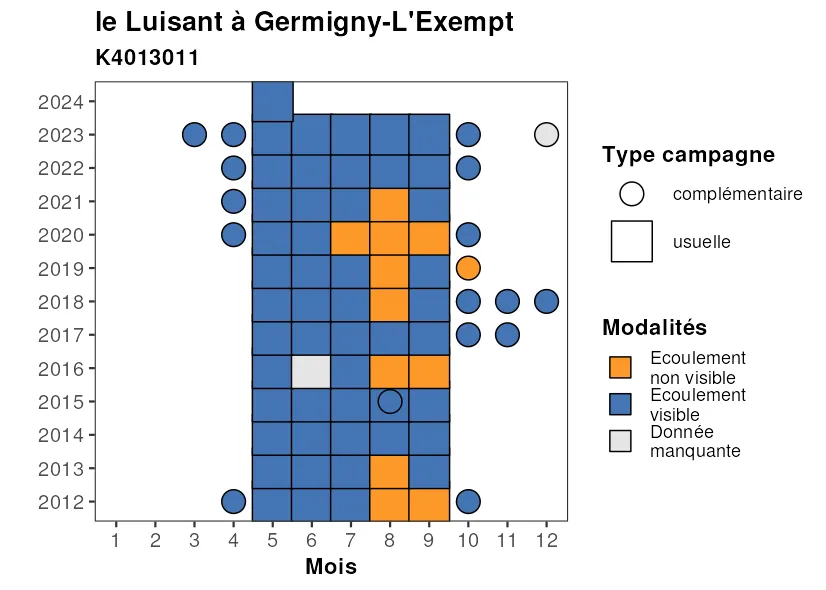 le Luisant à Germigny-L'Exempt
K4013011
2024
2023
2022
2021
2020
2019
2018
2017
2016
2015
2014
2013
2012
1 2 3 4 5 6 7 8 9 10 11 12
Mois
Type campagne
complémentaire
usuelle
Modalités
Ecoulement
non visible
Ecoulement
visible
Donnée
manquante